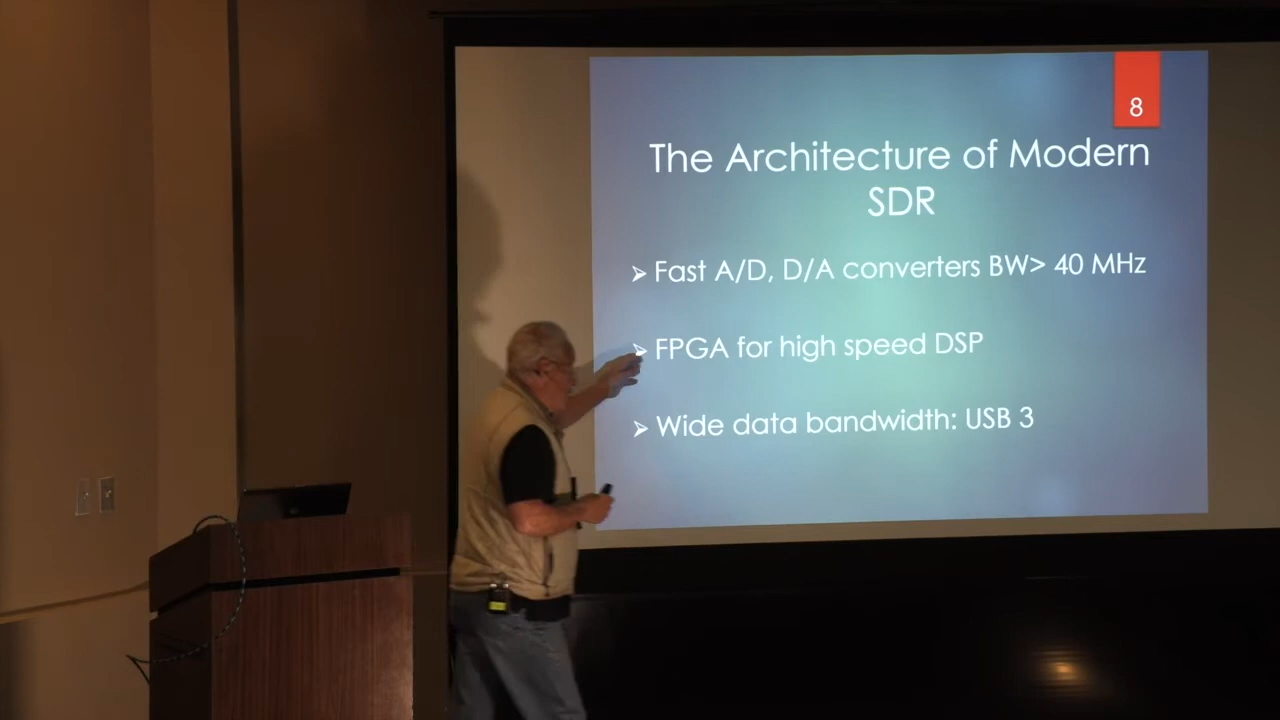 8
The Architecture of Modern
SDR
➢ Fast A/D, D/A converters BW> 40 MHz
➢ FPGA for high speed DSP
➢ Wide data bandwidth: USB 3